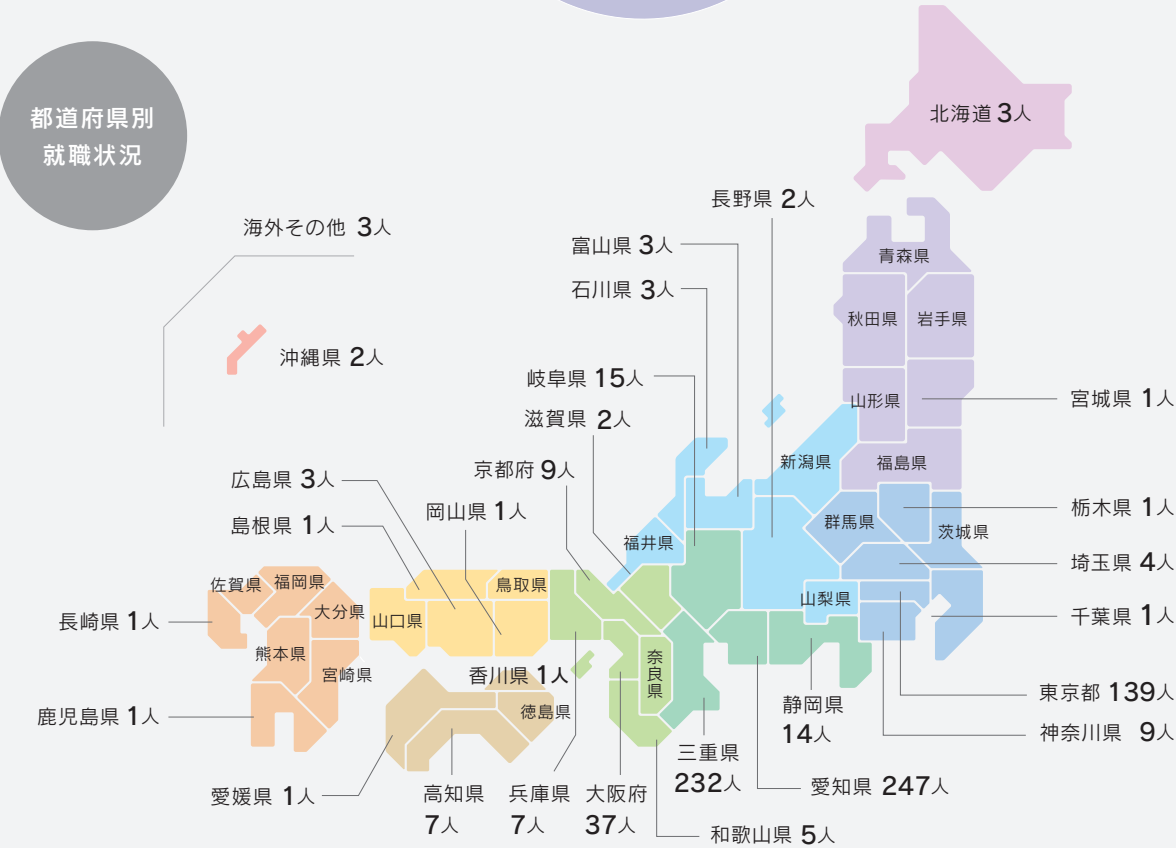 都道府県別
就職状況
北海道 3人
海外その他 3人
沖縄県 2人
長野県 2人
富山県 3人
石川県 3人
岐阜県 15人
滋賀県 2人
京都府 9人
広島県 3人
島根県 1人
岡山県 1人
青森県
秋田県
岩手県
山形県
宮城県 1人
新潟県
福島県
福井県
群馬県
栃木県 1人
茨城県
埼玉県 4人
山梨県
千葉県 1人
東京都 139人
神奈川県 9人
佐賀県
福岡県
大分県
長崎県 1人
熊本県
宮崎県
鹿児島県 1人
山口県
鳥取県
香川県 1人
徳島県
奈良県
愛媛県 1人
高知県
7人
兵庫県
7人
大阪府
37人
和歌山県 5人
三重県
232人
愛知県 247人
静岡県
14人